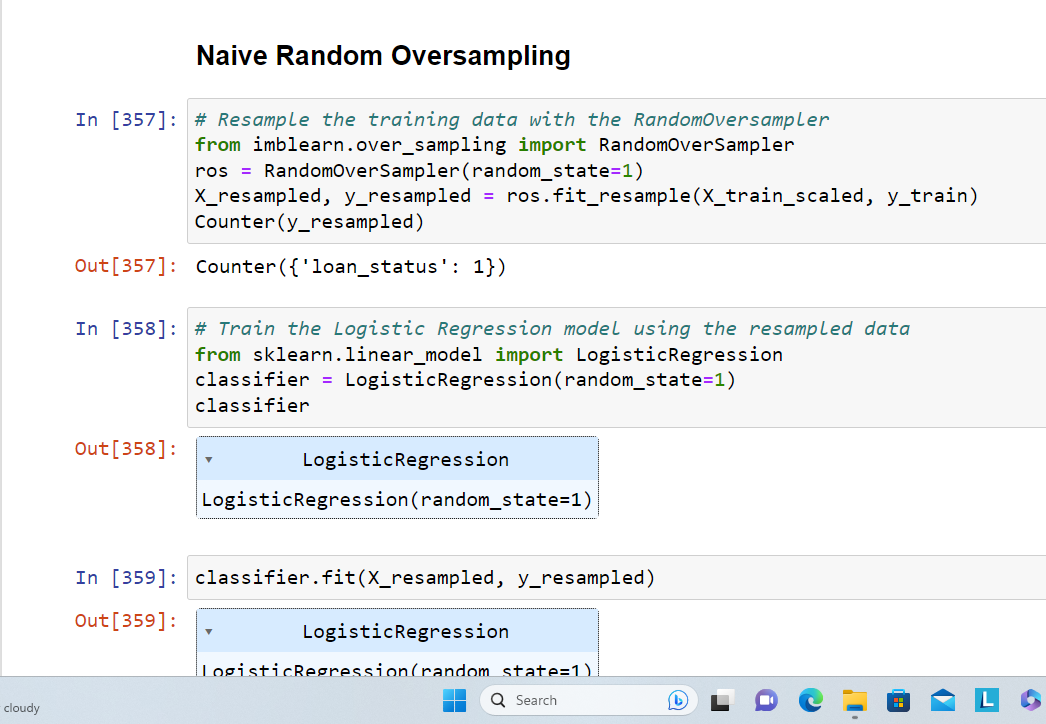 Naive Random Oversampling
In [357]:
# Resample the training data with the RandomOversampler
from imblearn.over_sampling import RandomOverSampler
ros = RandomOverSampler(random_state=1)
X_resampled, y_resampled = ros.fit_resample(X_train_scaled, y_train)
Counter(y_resampled)
Out[357]:
Counter({'loan_status': 1})
In [358]:
# Train the Logistic Regression model using the resampled data
from sklearn.linear_model import LogisticRegression
classifier = LogisticRegression(random_state=1)
classifier
Out[358]:
LogisticRegression
LogisticRegression(random_state=1)
In [359]:
classifier.fit(X_resampled, y_resampled)
Out[359]:
LogisticRegression
LogisticRegression(random_state=1)
cloudy
Search
b
L